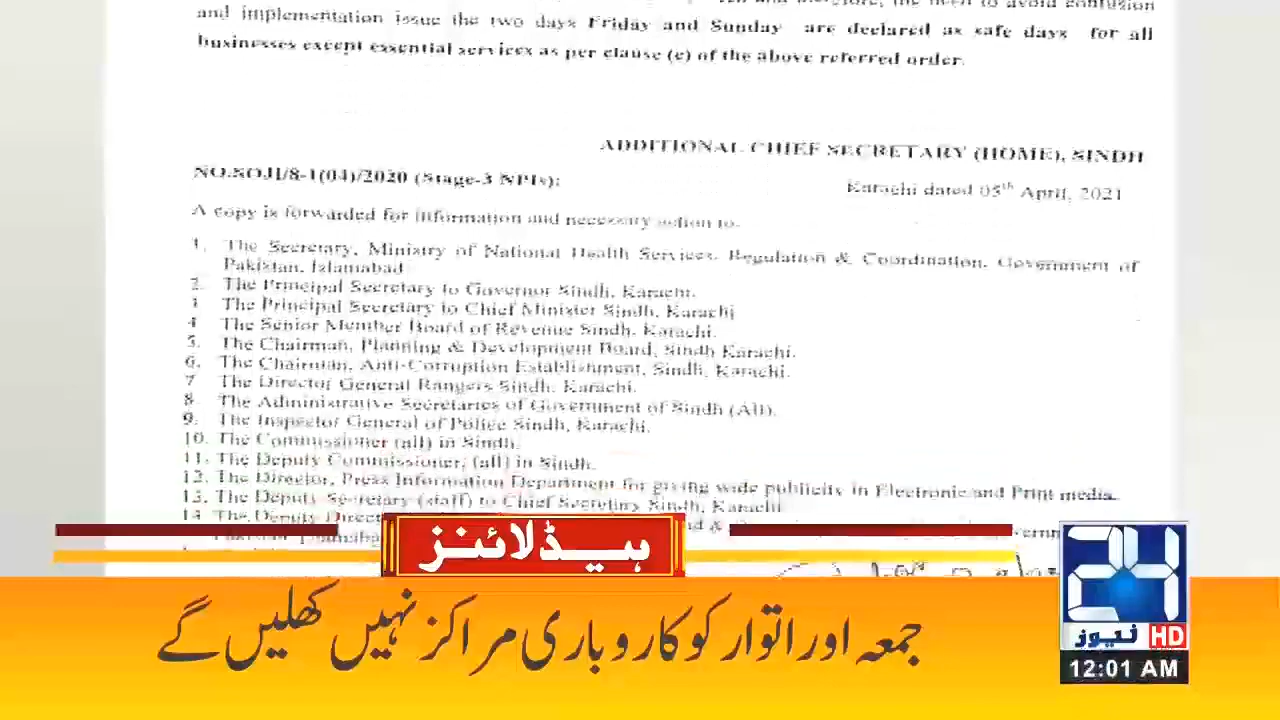 and implementation issue the two days Friday and Sunday are declared as safe days for all
businesses except essential services as per clause (e) of the above referred order.
ADDITIONAL CHIEF SECRETARY (HOME), SINDH
NO.SOJI/8-1(04)/2020 (Stage-3 NPIs):
Karachi dated 05th April, 2021
A copy is forwarded for information and necessary action to.
1. The Secretary, Ministry of National Health Services, Regulation & Coordination, Government of
Pakistan, Islamabad
2. The Principal Secretary to Governor Sindh, Karachi.
The Principal Secretary to Chief Minister Sindh, Karachi
4 The Senior Member Board of Revenue Sindh, Karachi.
5. The Chairman, Planning & Development Board, Sindh Karachi.
6. The Chairman, Anti-Corruption Establishment, Sindh, Karachi.
7 The Director General Rangers Sindh, Karachi.
8 The Administrative Secretaries of Government of Sindh (All).
9. The Inspector General of Police Sindh, Karachi.
10. The Commissioner (all) in Sindh.
11. The Deputy Commissioner, (all) in Sindh.
12. The Director, Press Information Department for giving wide publicity in Electronic and Print media.
13. The Deputy Secretary (staff) to Chief Secretary Sindh, Karachi
14. The Deputy
ہیڈلائنز
جمعہ اور اتوار کو کاروباری مراکز نہیں کھلیں گے
24
نیوز HD
12:01 AM